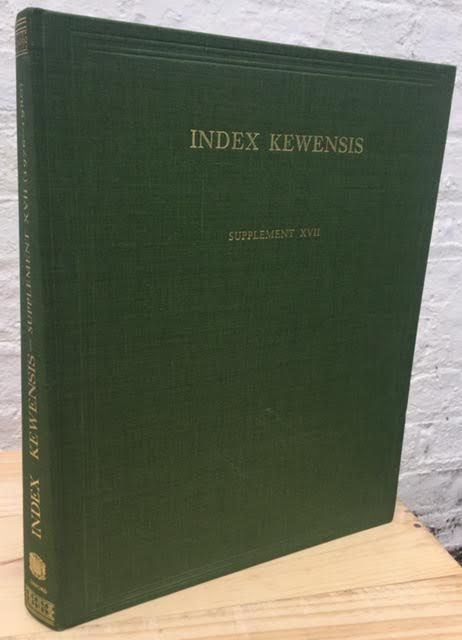 INDEX KEWENSIS
SUPPLEMENT XVII
INDEX KEWENSIS — SUPPLEMENT XVII